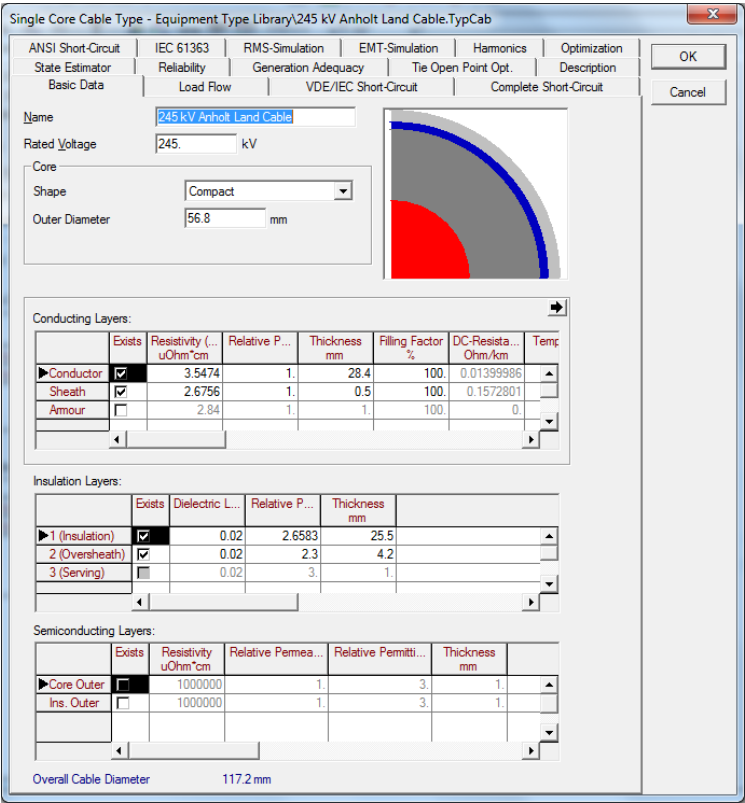 Single Core Cable Type - Equipment Type Library\245 kV Anholt Land Cable.TypCab
x
ANSI Short-Circuit IEC 61363 RMS-Simulation EMT-Simulation Harmonics Optimization
State Estimator Reliability Generation Adequacy Tie Open Point Opt. Description
Basic Data Load Flow VDE/IEC Short-Circuit Complete Short-Circuit
OK
Cancel
Name 245 kV Anholt Land Cable
Rated Voltage 245. kV
Core
Shape Compact
Outer Diameter 56.8 mm
Conducting Layers:
Exists Resistivity (... Relative P... Thickness Filling Factor DC-Resista... Temp
uOhm*cm mm % Ohm/km
Conductor 3.5474 1. 28.4 100. 0.01399986
Sheath 2.6756 1. 0.5 100. 0.1572801
Amour 2.84 1. 1. 100. 0.
Insulation Layers:
Exists Dielectric L... Relative P... Thickness
mm
1 (Insulation) 0.02 2.6583 25.5
2 (Oversheath) 0.02 2.3 4.2
3 (Serving) 0.02 3. 1.
Semiconducting Layers:
Exists Resistivity Relative Permea... Relative Permitti... Thickness
uOhm*cm mm
Core Outer 1000000 1. 3. 1.
Ins. Outer 1000000 1. 3. 1.
Overall Cable Diameter 117.2 mm